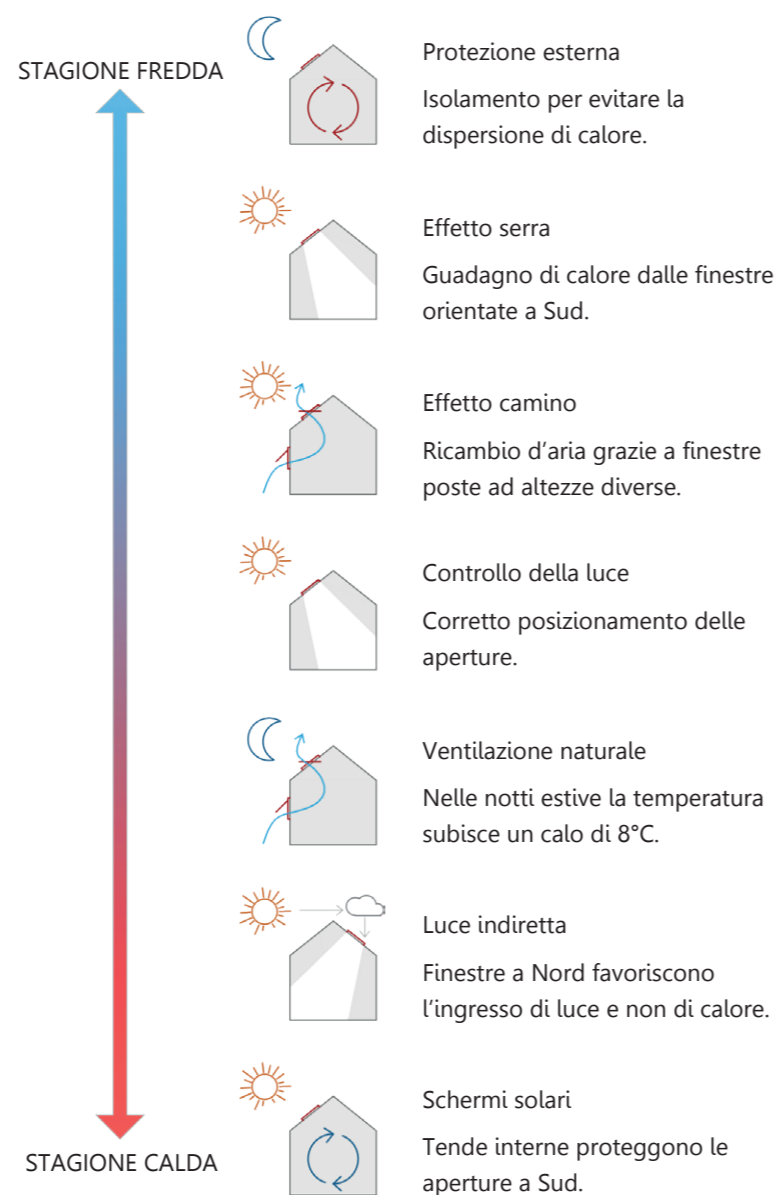 STAGIONE FREDDA
Protezione esterna
Isolamento per evitare la
dispersione di calore.
Effetto serra
Guadagno di calore dalle finestre
orientate a Sud.
Effetto camino
Ricambio d’aria grazie a finestre
poste ad altezze diverse.
Controllo della luce
Corretto posizionamento delle
aperture.
Ventilazione naturale
Nelle notti estive la temperatura
subisce un calo di 8°C.
Luce indiretta
Finestre a Nord favoriscono
l’ingresso di luce e non di calore.
Schermi solari
Tende interne proteggono le
aperture a Sud.
STAGIONE CALDA